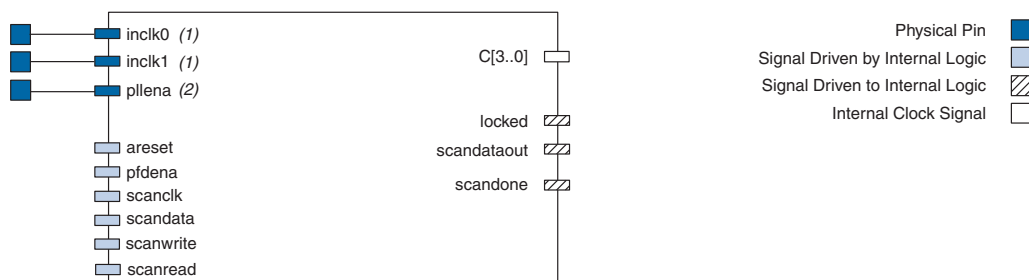 inclk0 (1)
inclk1 (1)
pllena (2)
areset
pfdena
scanclk
scandata
scanwrite
scanread
C[3..0]
locked
scandataout
scandone
Physical Pin
Signal Driven by Internal Logic
Signal Driven to Internal Logic
Internal Clock Signal